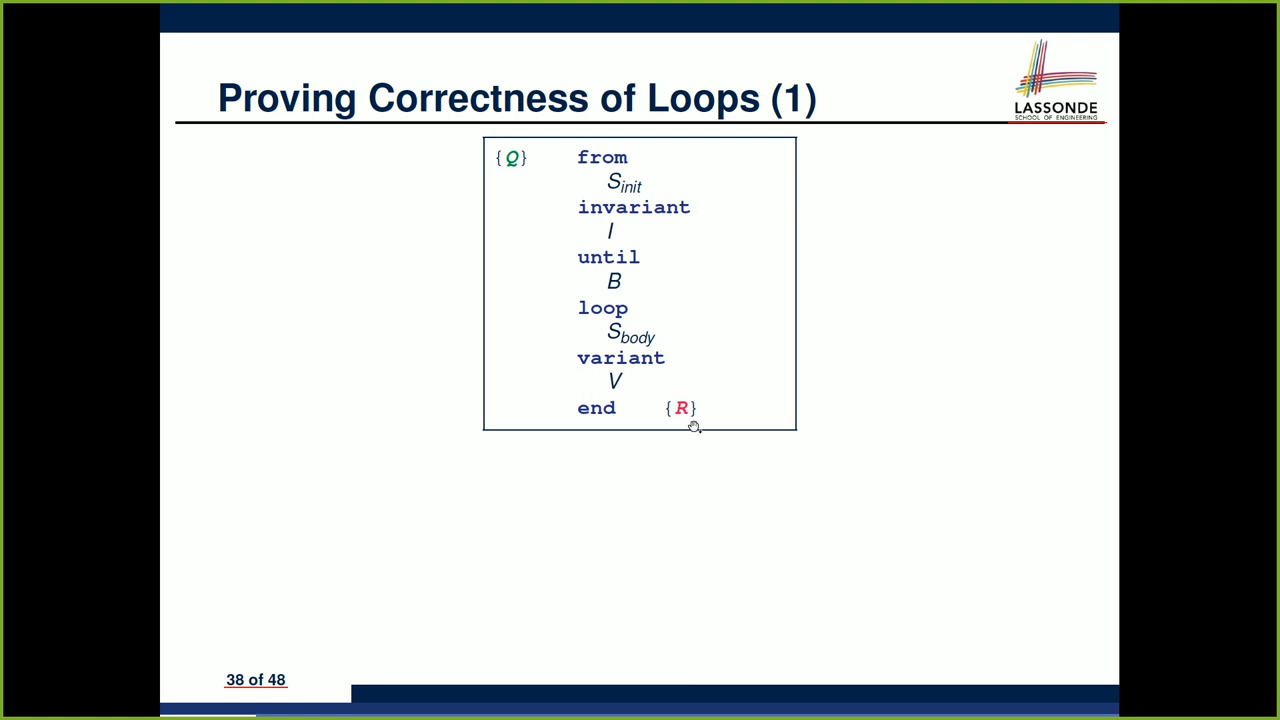 Proving Correctness of Loops (1)
LASSONDE
SCHOOL OF ENGINEERING
{Q} from
S_init
invariant
I
until
B
loop
S_body
variant
V
end {R}
38 of 48